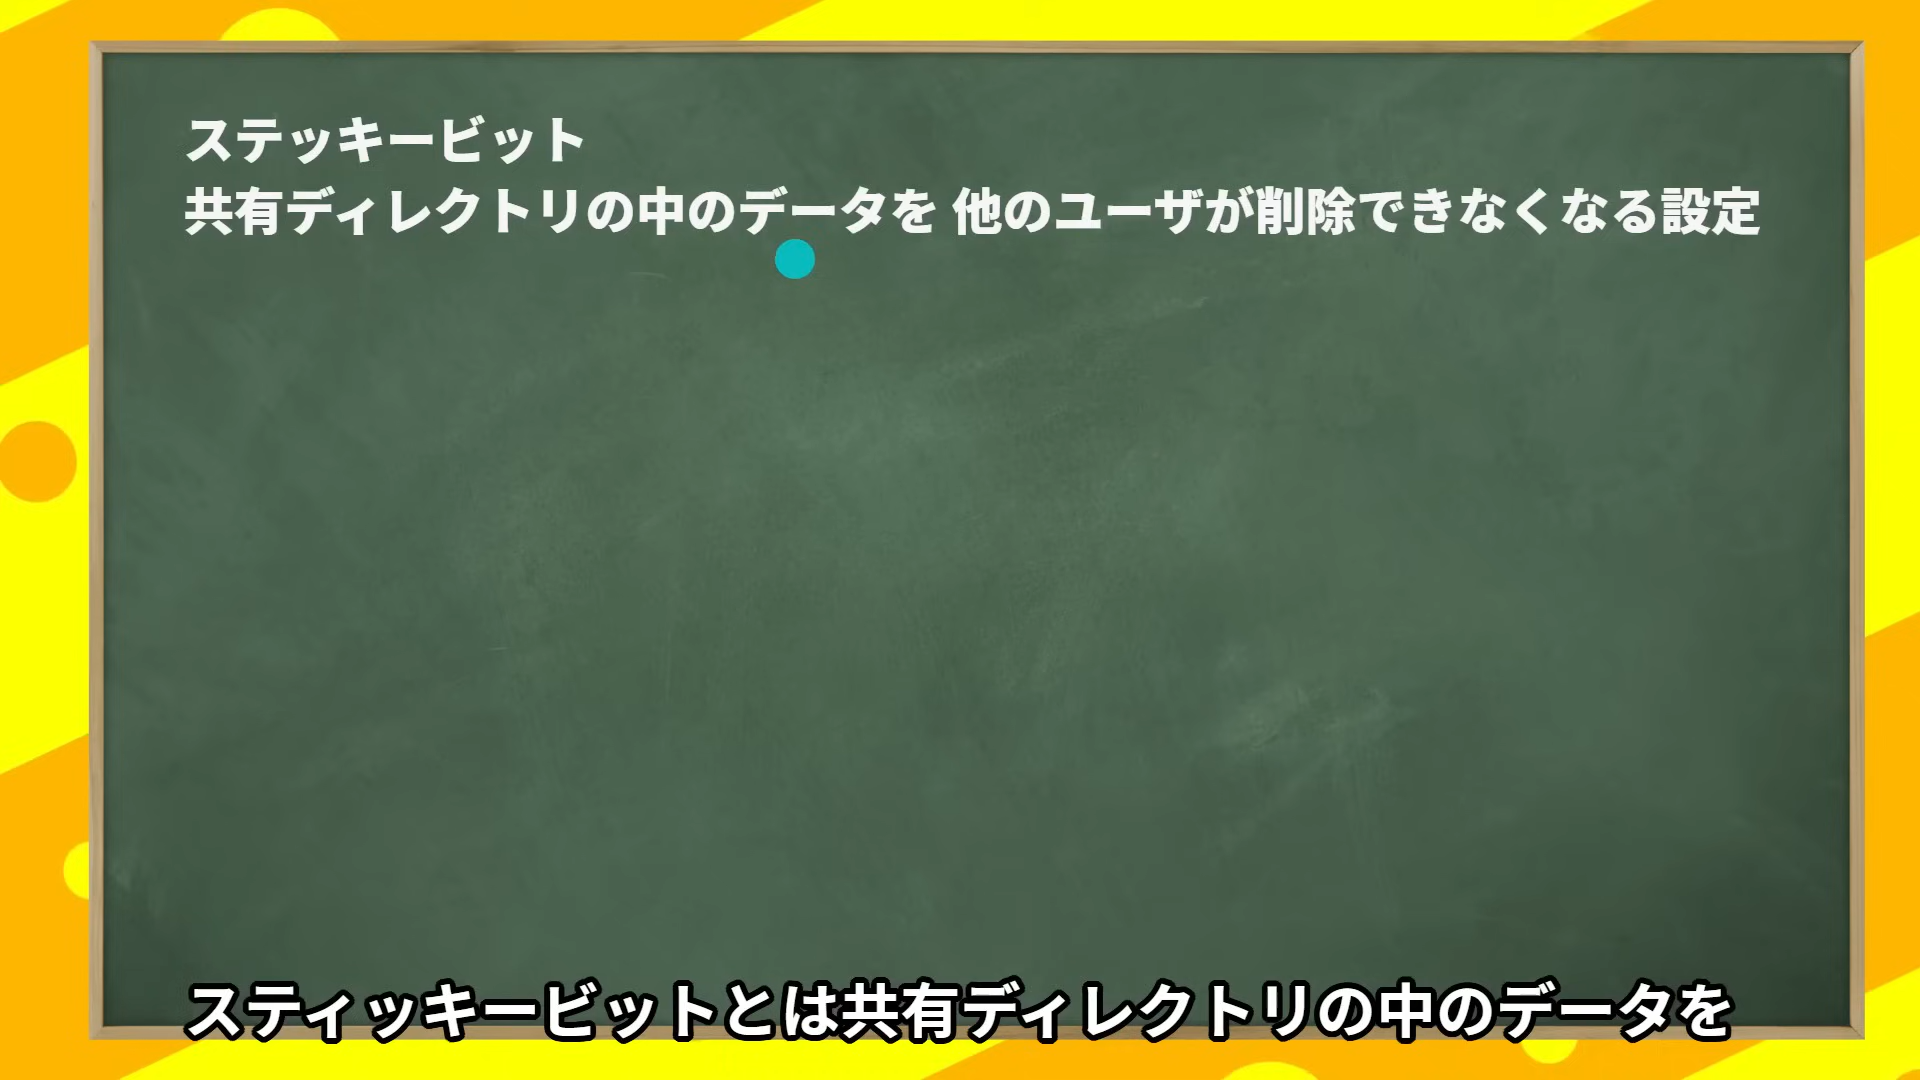 ステッキービット
共有ディレクトリの中のデータを 他のユーザが削除できなくなる設定
スティッキービットとは共有ディレクトリの中のデータを